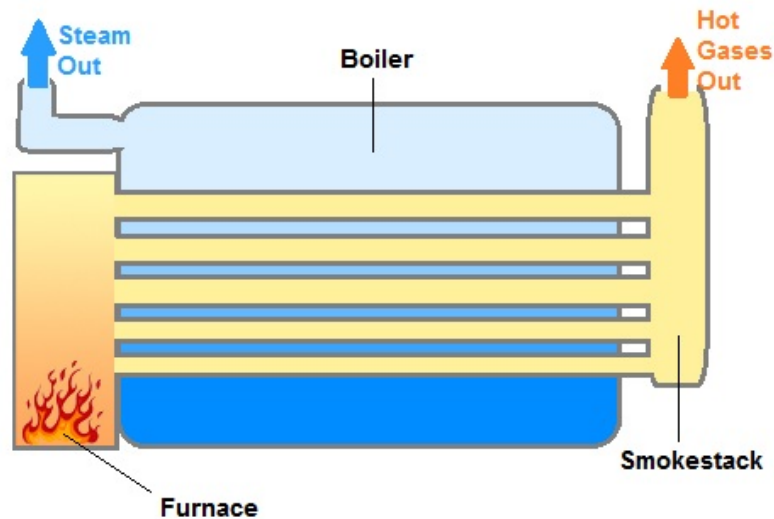 Steam
Out
Boiler
Hot
Gases
Out
Smokestack
Furnace